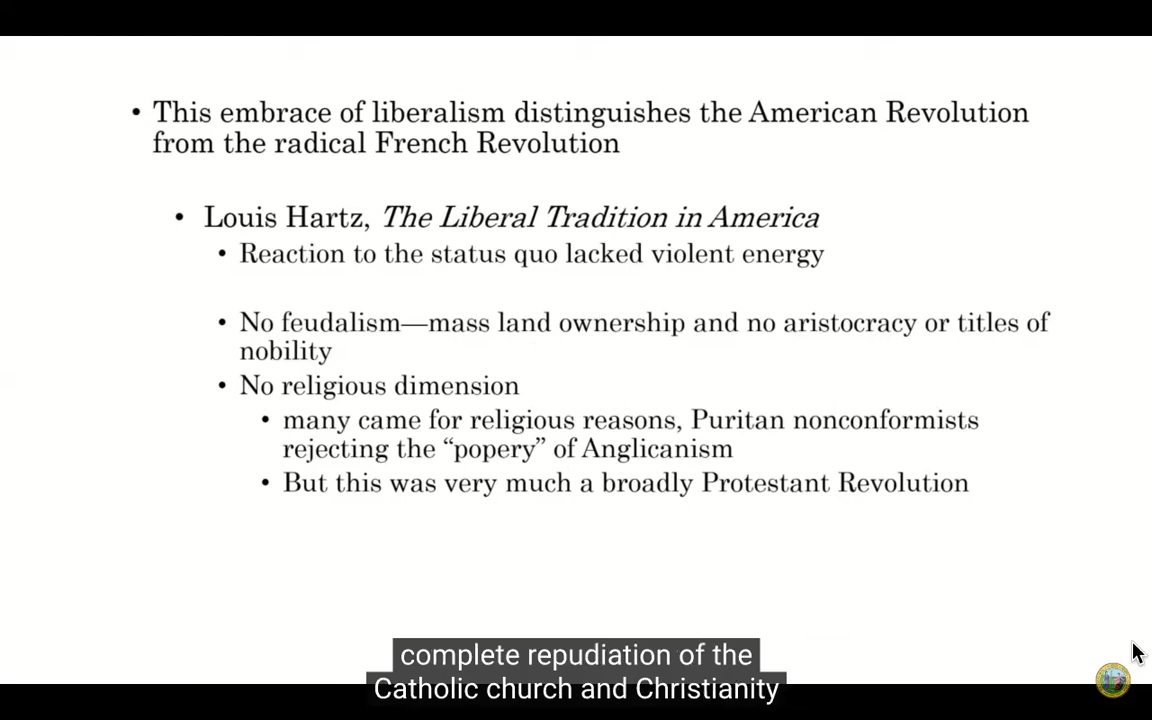 • This embrace of liberalism distinguishes the American Revolution
from the radical French Revolution
• Louis Hartz, The Liberal Tradition in America
• Reaction to the status quo lacked violent energy
• No feudalism—mass land ownership and no aristocracy or titles of
nobility
• No religious dimension
• many came for religious reasons, Puritan nonconformists
rejecting the “popery” of Anglicanism
• But this was very much a broadly Protestant Revolution
complete repudiation of the
Catholic church and Christianity